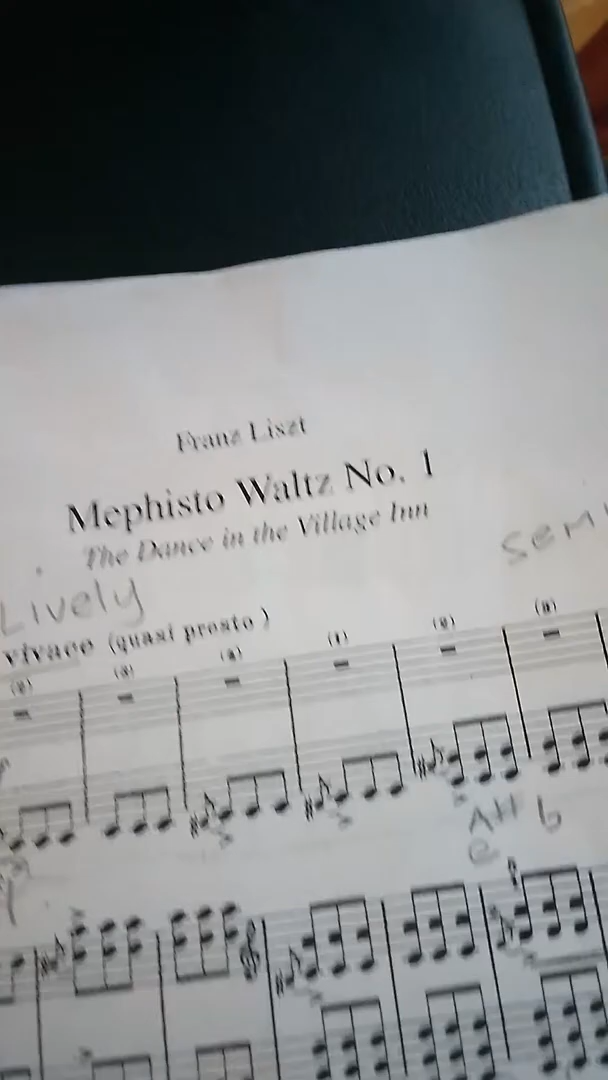 Franz Liszt
Mephisto Waltz No. 1
The Dance in the Village Inn
Lively
vivace (quasi presto)
A# b
e